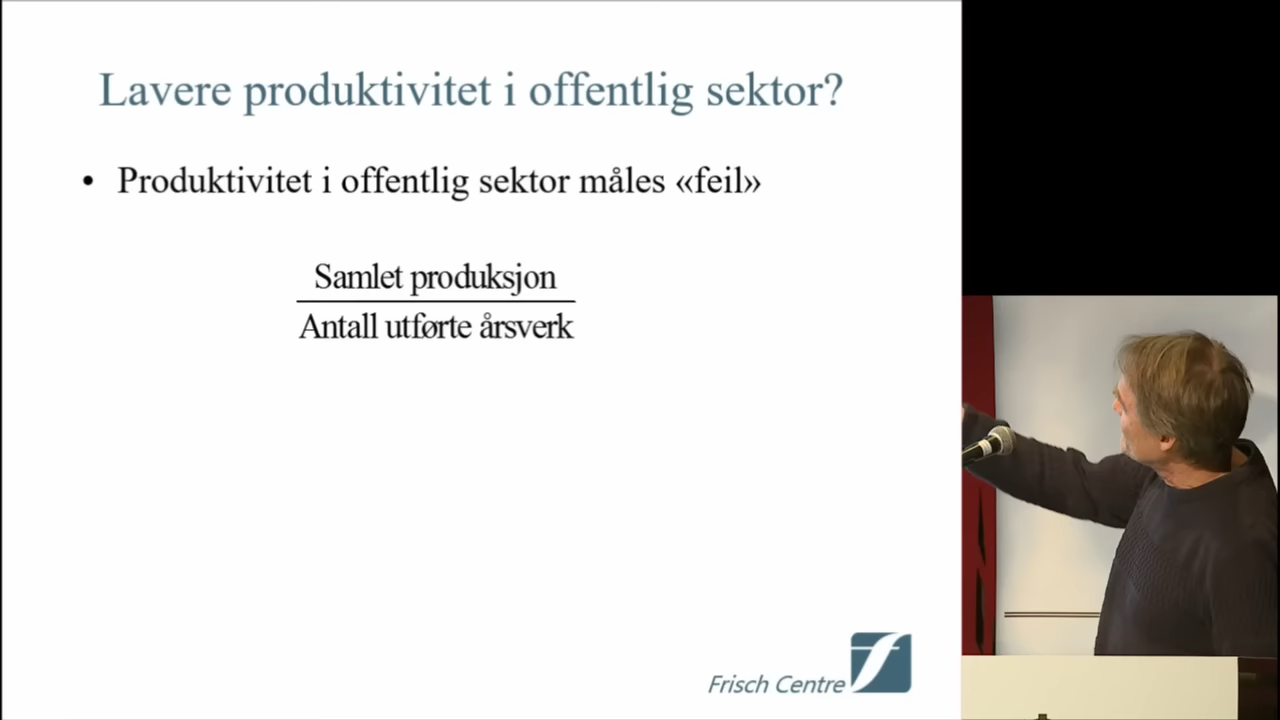 Lavere produktivitet i offentlig sektor?
• Produktivitet i offentlig sektor måles «feil»
Samlet produksjon
Antall utførte årsverk
Frisch Centre